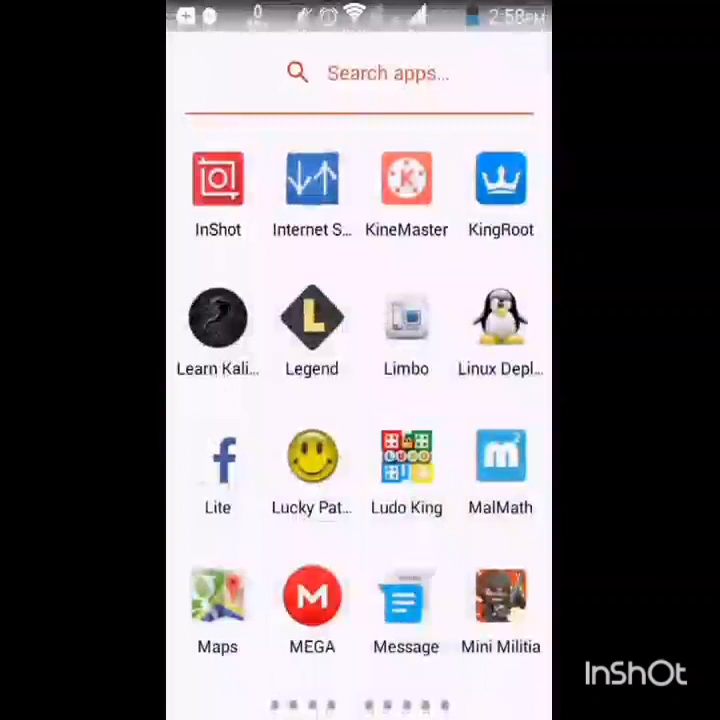 2:58PM
Search apps...
InShot Internet S... KineMaster KingRoot
Learn Kali... Legend Limbo Linux Depl...
Lite Lucky Pat... Ludo King MalMath
Maps MEGA Message Mini Militia
InShOt